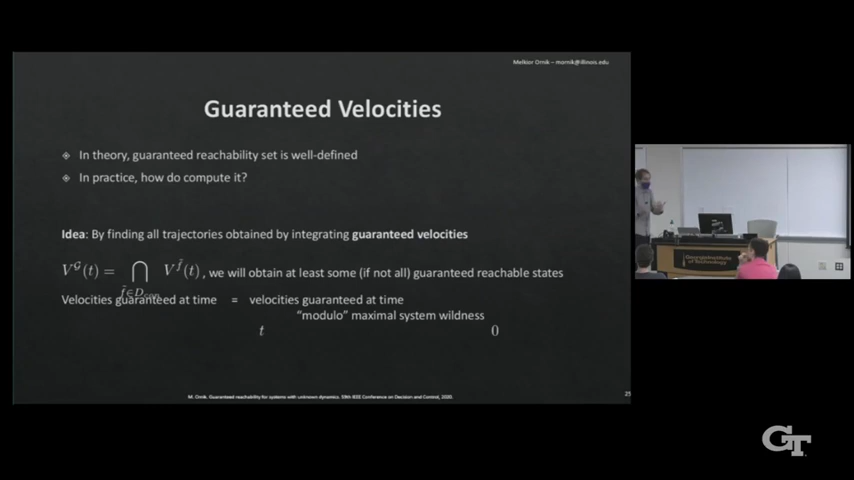 Melkior Ornik – mornik@illinois.edu
Guaranteed Velocities
In theory, guaranteed reachability set is well-defined
In practice, how do compute it?
Idea: By finding all trajectories obtained by integrating guaranteed velocities
V^𝒢(t) = ⋂ V^f̃(t), we will obtain at least some (if not all) guaranteed reachable states
Velocities guaranteed at time = velocities guaranteed at time
"modulo" maximal system wildness
t 0
M. Ornik. Guaranteed reachability for systems with unknown dynamics. 59th IEEE Conference on Decision and Control, 2020.
25
Georgia Institute
of Technology
GT